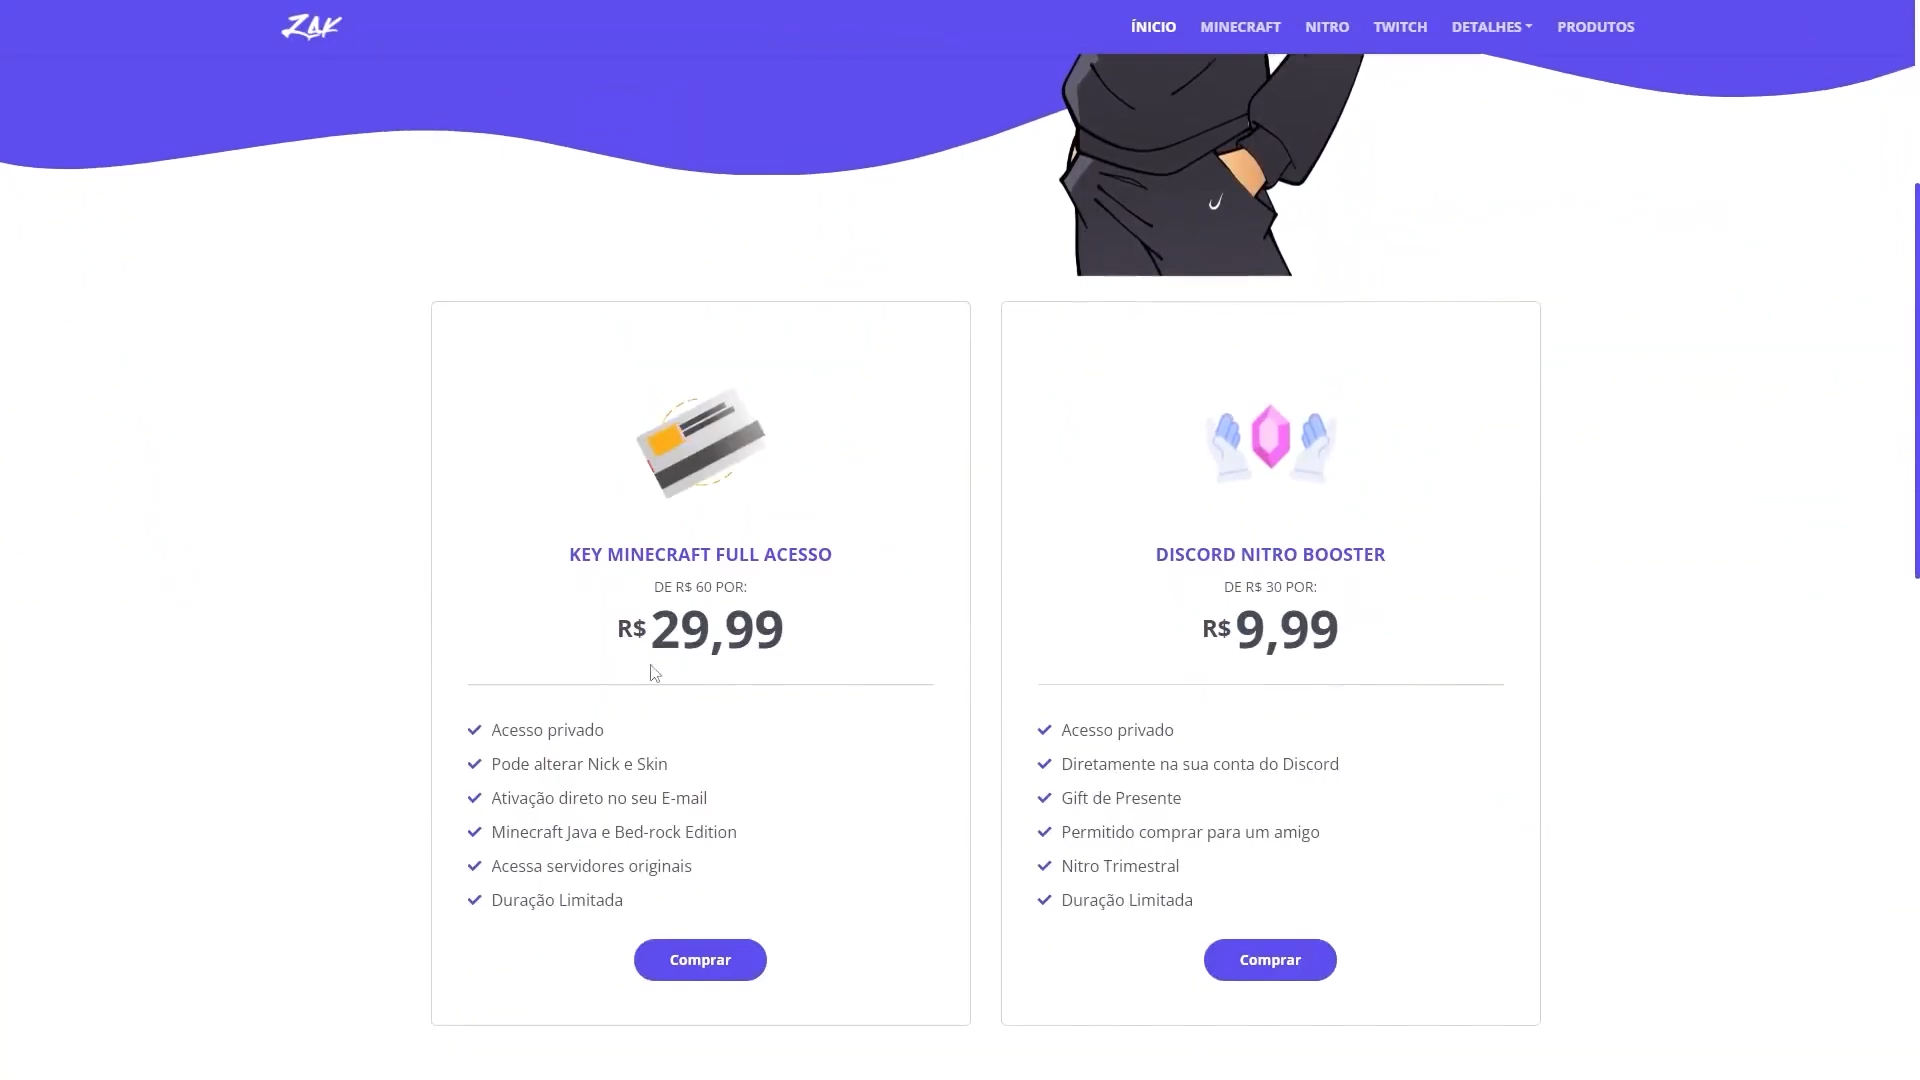 ZAK
ÍNICIO MINECRAFT NITRO TWITCH DETALHES PRODUTOS
KEY MINECRAFT FULL ACESSO
DE R$ 60 POR:
R$ 29,99
Acesso privado
Pode alterar Nick e Skin
Ativação direto no seu E-mail
Minecraft Java e Bed-rock Edition
Acessa servidores originais
Duração Limitada
Comprar
DISCORD NITRO BOOSTER
DE R$ 30 POR:
R$ 9,99
Acesso privado
Diretamente na sua conta do Discord
Gift de Presente
Permitido comprar para um amigo
Nitro Trimestral
Duração Limitada
Comprar